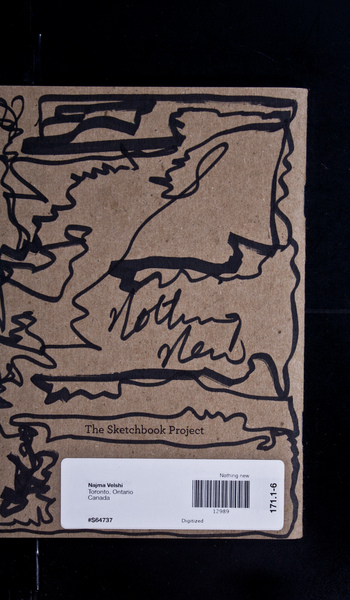 Nothing
New
The Sketchbook Project
Nothing new
Najma Velshi
Toronto, Ontario
Canada
12989
171.1-6
#S64737
Digitized